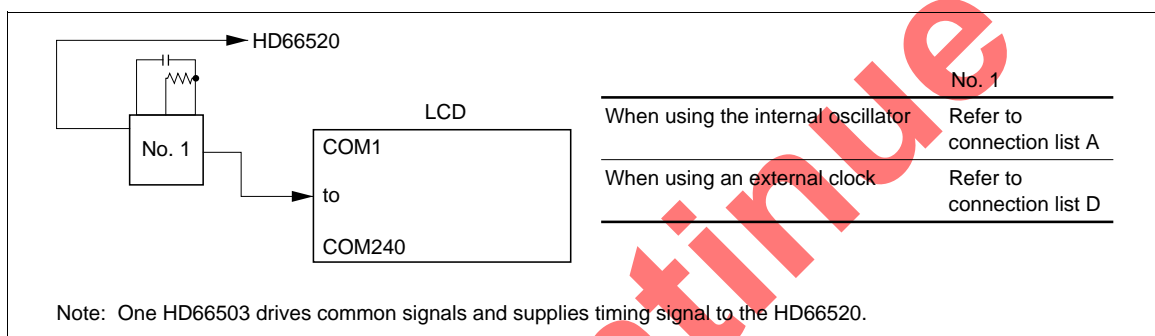 HD66520
No. 1
LCD
COM1
to
COM240
No. 1
When using the internal oscillator Refer to
connection list A
When using an external clock Refer to
connection list D
Note: One HD66503 drives common signals and supplies timing signal to the HD66520.
tinue